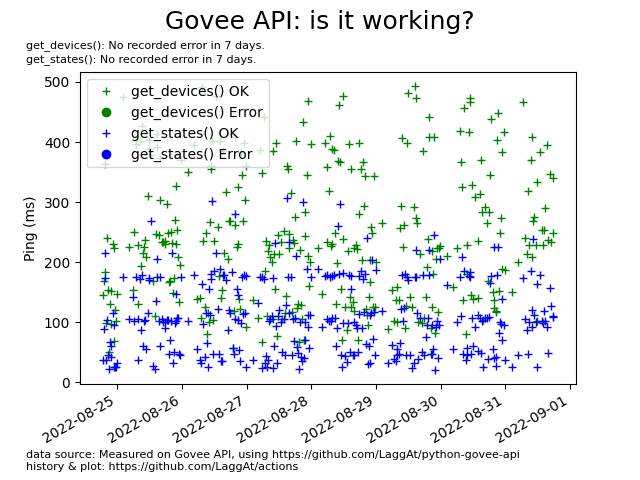 Govee API: is it working?
get_devices(): No recorded error in 7 days.
get_states(): No recorded error in 7 days.
get_devices() OK
get_devices() Error
get_states() OK
get_states() Error
Ping (ms)
500
400
300
200
100
0
2022-08-25
2022-08-26
2022-08-27
2022-08-28
2022-08-29
2022-08-30
2022-08-31
2022-09-01
data source: Measured on Govee API, using https://github.com/LaggAt/python-govee-api
history & plot: https://github.com/LaggAt/actions